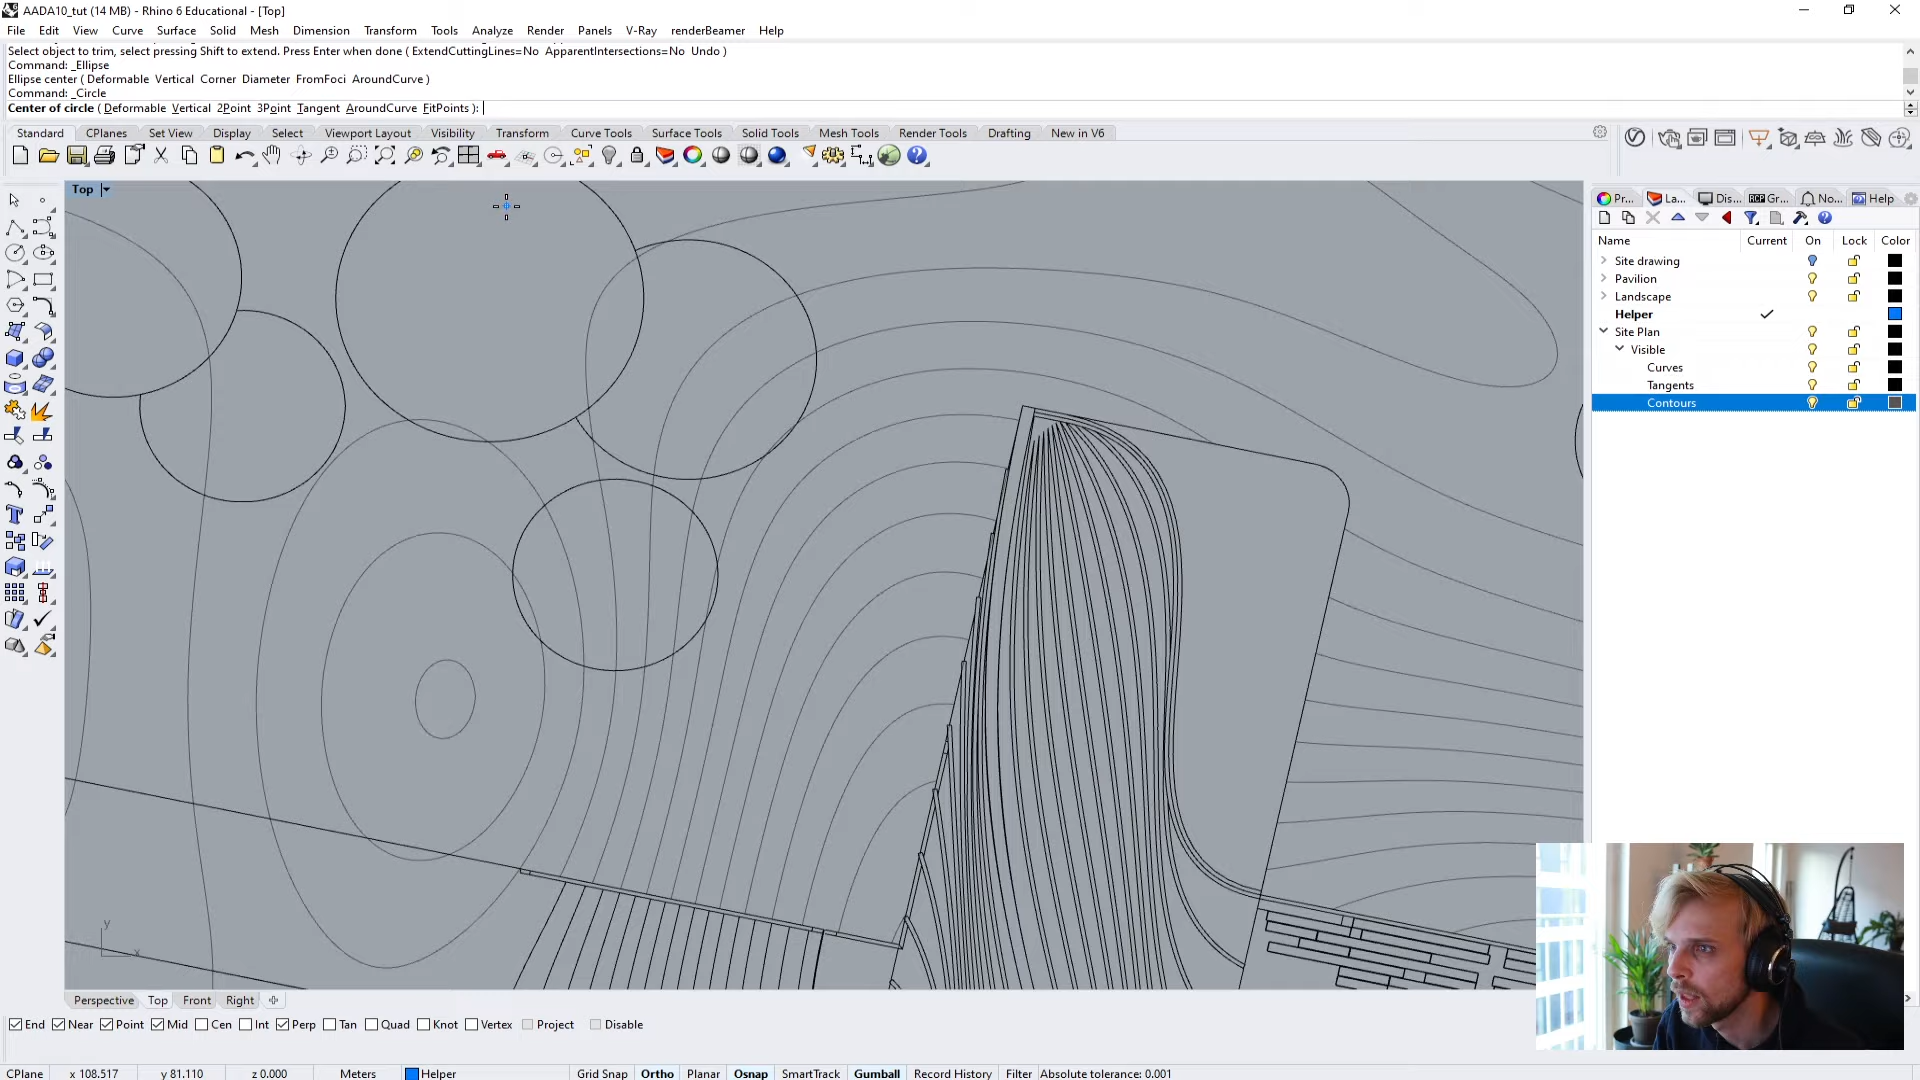 AADA10_tut (14 MB) - Rhino 6 Educational - [Top]
File Edit View Curve Surface Solid Mesh Dimension Transform Tools Analyze Render Panels V-Ray renderBeamer Help
Select object to trim, select pressing Shift to extend. Press Enter when done ( ExtendCuttingLines=No ApparentIntersections=No Undo )
Command: _Ellipse
Ellipse center ( Deformable Vertical Corner Diameter FromFoci AroundCurve )
Command: _Circle
Center of circle ( Deformable Vertical 2Point 3Point Tangent AroundCurve FitPoints ):
Standard CPlanes Set View Display Select Viewport Layout Visibility Transform Curve Tools Surface Tools Solid Tools Mesh Tools Render Tools Drafting New in V6
Top
Pr... La... Dis... Gr... No... Help
Name Current On Lock Color
Site drawing
Pavilion
Landscape
Helper
Site Plan
Visible
Curves
Tangents
Contours
y
x
Perspective Top Front Right
End Near Point Mid Cen Int Perp Tan Quad Knot Vertex Project Disable
CPlane x 108.517 y 81.110 z 0.000 Meters Helper Grid Snap Ortho Planar Osnap SmartTrack Gumball Record History Filter Absolute tolerance: 0.001